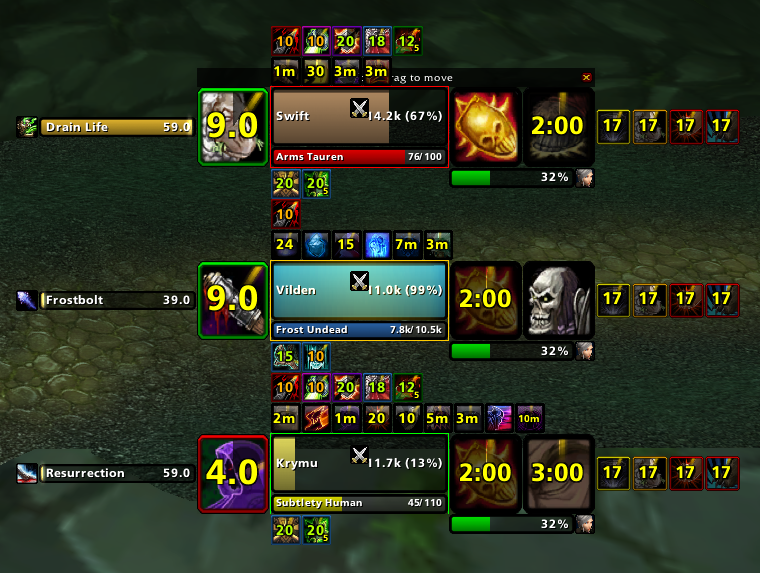 10 10 20 18 12 5
1m 30 3m 3m rag to move
Drain Life 59.0
9.0
Swift 4.2k (67%)
Arms Tauren 76/100
2:00
17 17 17 17
32%
20 20 5
10
24 15 7m 3m
Frostbolt 39.0
9.0
Vilden 1.0k (99%)
Frost Undead 7.8k/10.5k
2:00
17 17 17 17
32%
15 10
10 10 20 18 12 5
2m 1m 20 10 5m 3m 10m
Resurrection 59.0
4.0
Krymu 1.7k (13%)
Subtlety Human 45/110
2:00 3:00
17 17 17 17
32%
20 20 5